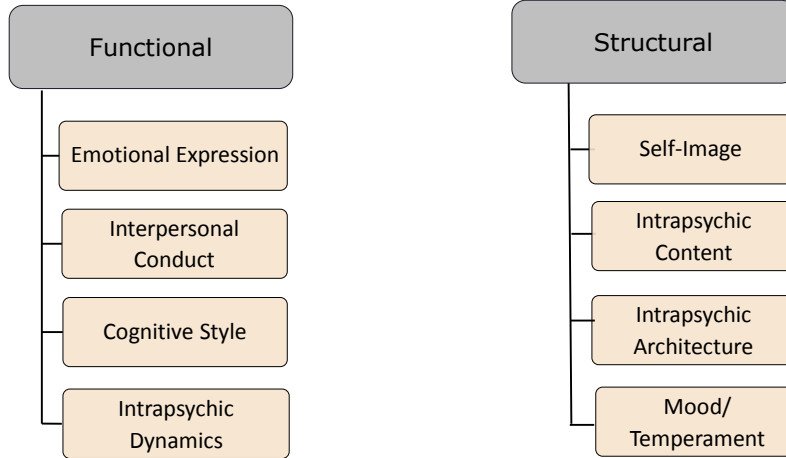 Functional
Emotional Expression
Interpersonal
Conduct
Cognitive Style
Intrapsychic
Dynamics
Structural
Self-Image
Intrapsychic
Content
Intrapsychic
Architecture
Mood/
Temperament